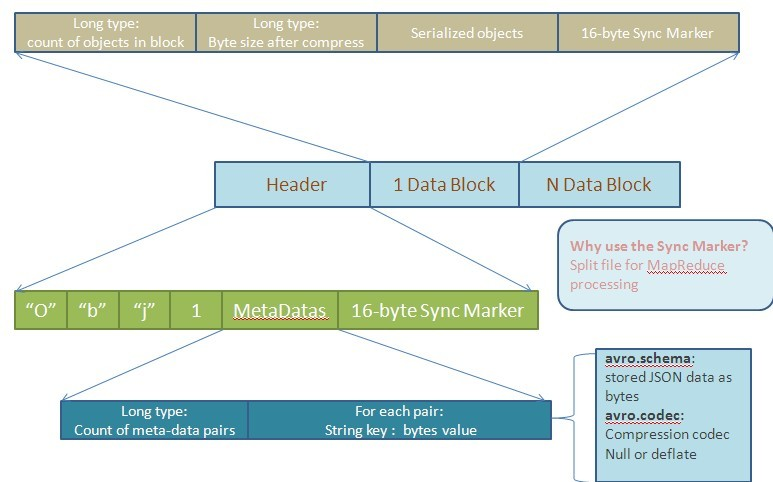 Long type:
count of objects in block
Long type:
Byte size after compress
Serialized objects
16-byte Sync Marker
Header
1 Data Block
N Data Block
Why use the Sync Marker?
Split file for MapReduce
processing
“O”
“b”
“j”
1
MetaDatas
16-byte Sync Marker
Long type:
Count of meta-data pairs
For each pair:
String key : bytes value
avro.schema:
stored JSON data as
bytes
avro.codec:
Compression codec
Null or deflate